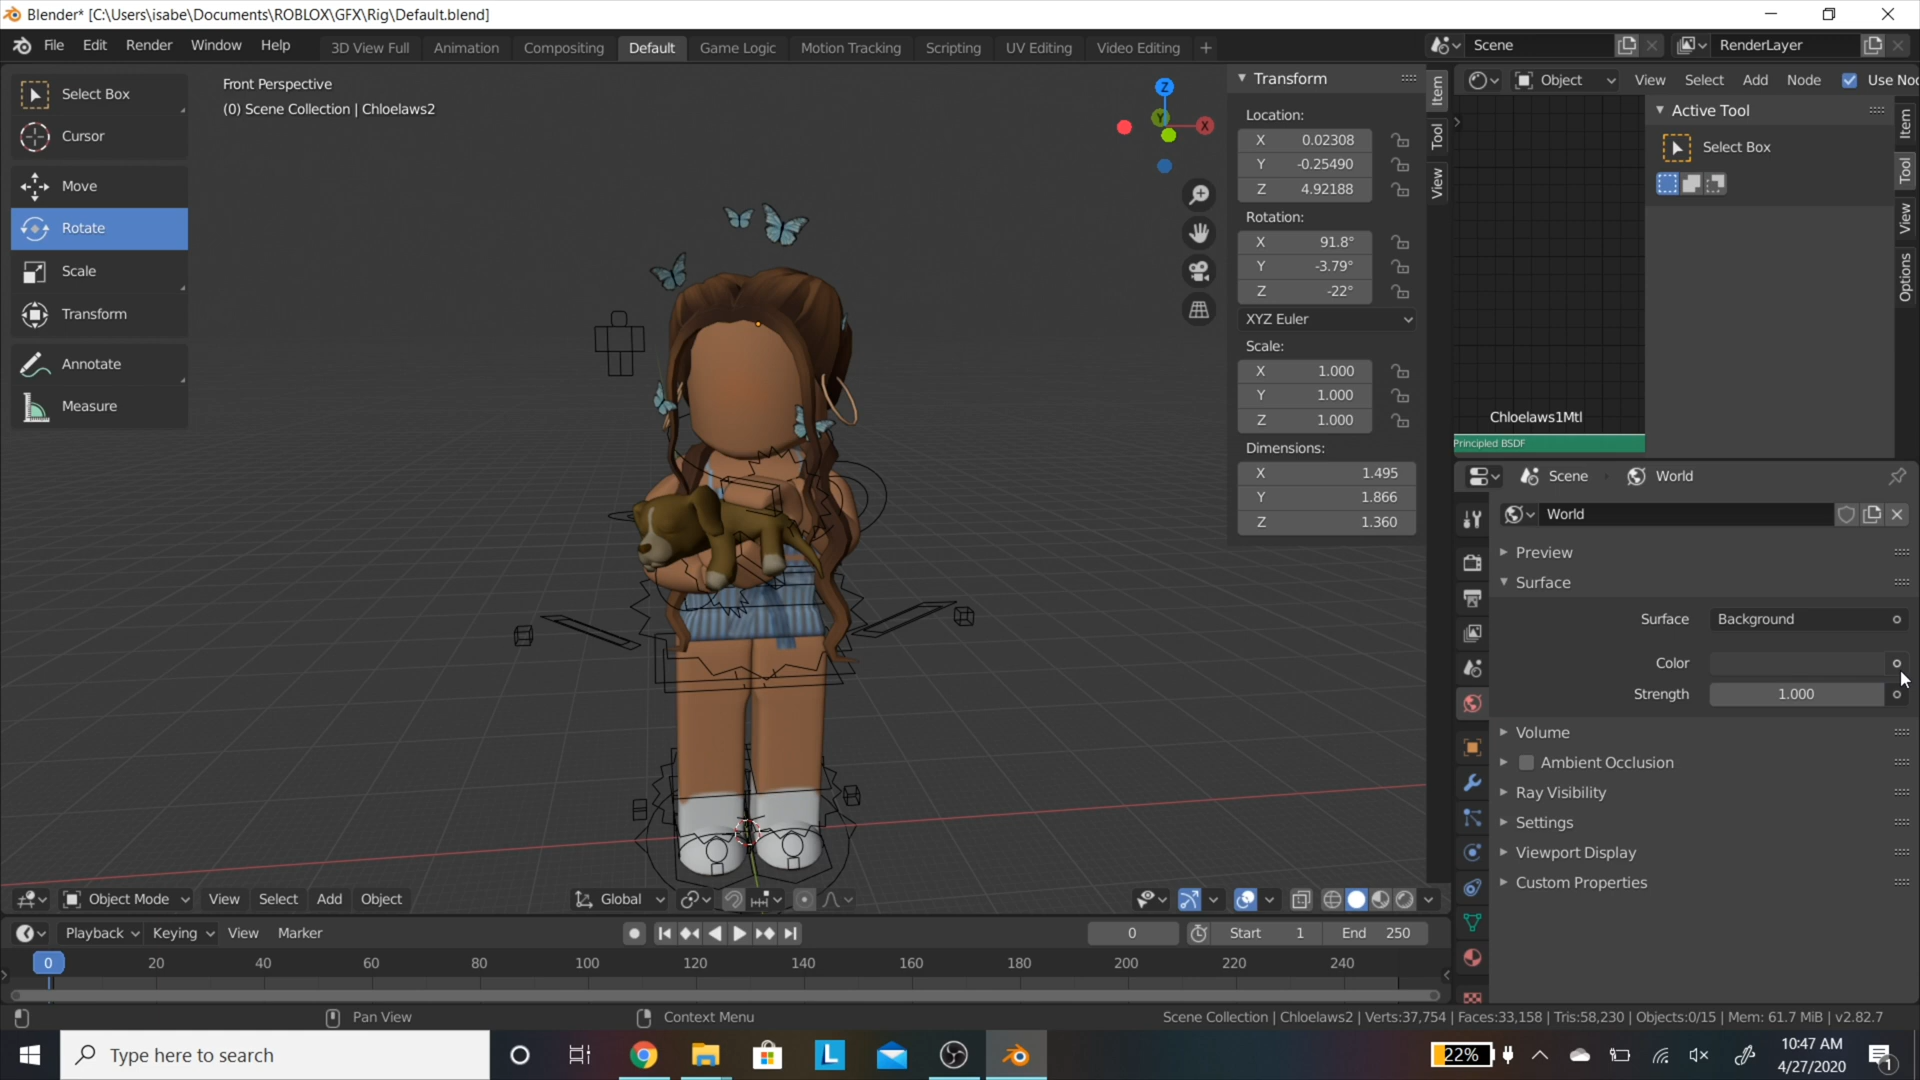 Blender* [C:\Users\isabe\Documents\ROBLOX\GFX\Rig\Default.blend]
File Edit Render Window Help
3D View Full Animation Compositing Default Game Logic Motion Tracking Scripting UV Editing Video Editing +
Scene
RenderLayer
Select Box
Cursor
Move
Rotate
Scale
Transform
Annotate
Measure
Front Perspective
(0) Scene Collection | Chloelaws2
Z
Y
X
Transform
Location:
X 0.02308
Y -0.25490
Z 4.92188
Rotation:
X 91.8°
Y -3.79°
Z -22°
XYZ Euler
Scale:
X 1.000
Y 1.000
Z 1.000
Dimensions:
X 1.495
Y 1.866
Z 1.360
Item
Tool
View
Object View Select Add Node Use Noc
Active Tool
Select Box
Item
Tool
View
Options
Chloelaws1Mtl
Principled BSDF
Scene World
World
Preview
Surface
Surface Background
Color
Strength 1.000
Volume
Ambient Occlusion
Ray Visibility
Settings
Viewport Display
Custom Properties
Object Mode View Select Add Object
Global
Playback Keying View Marker
0
Start 1
End 250
0 20 40 60 80 100 120 140 160 180 200 220 240
Pan View
Context Menu
Scene Collection | Chloelaws2 | Verts:37,754 | Faces:33,158 | Tris:58,230 | Objects:0/15 | Mem: 61.7 MiB | v2.82.7
Type here to search
L
22%
10:47 AM
4/27/2020
1